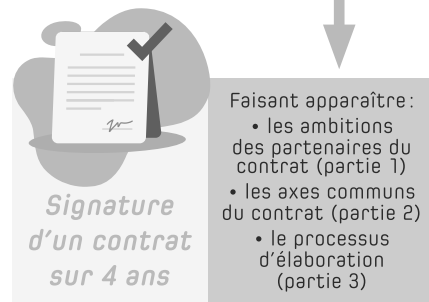 Signature
d'un contrat
sur 4 ans
Faisant apparaître :
• les ambitions
des partenaires du
contrat (partie 1)
• les axes communs
du contrat (partie 2)
• le processus
d'élaboration
(partie 3)